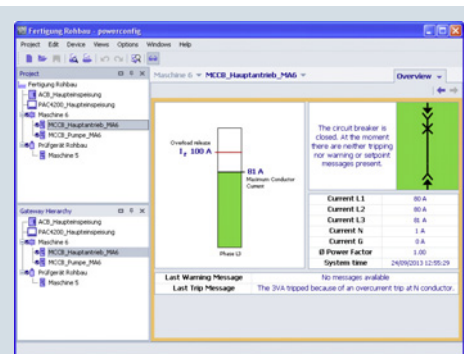 Fertigung Rohbau - powerconfig
Project Edit Device Views Options Windows Help
Project
Fertigung Rohbau
ACB_Haupteinspeisung
PAC4200_Haupteinspeisung
Maschine 6
MCCB_Hauptantrieb_MA6
MCCB_Pumpe_MA6
Prüfgerät Rohbau
Maschine 5
Gateway Hierarchy
ACB_Haupteinspeisung
PAC4200_Haupteinspeisung
Maschine 6
MCCB_Hauptantrieb_MA6
MCCB_Pumpe_MA6
Prüfgerät Rohbau
Maschine 5
Maschine 6 MCCB_Hauptantrieb_MA6
Overview
Overload release
100 A
81 A
Maximum Conductor
Current
Phase L3
The circuit breaker is
closed. At the moment
there are neither tripping
nor warning or setpoint
messages present.
Current L1 80 A
Current L2 80 A
Current L3 81 A
Current N 1 A
Current G 0 A
Ø Power Factor 1.00
System time 24/09/2013 12:55:29
Last Warning Message No messages available
Last Trip Message The 3VA tripped because of an overcurrent trip at N conductor.